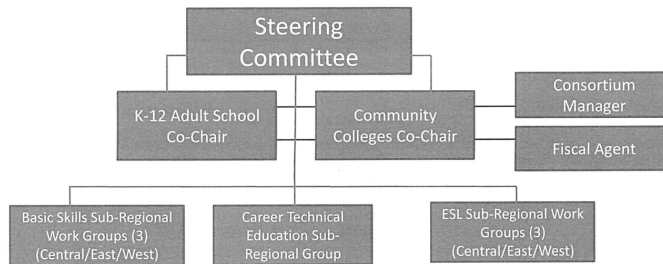 Steering
Committee
K-12 Adult School
Co-Chair
Community
Colleges Co-Chair
Consortium
Manager
Fiscal Agent
Basic Skills Sub-Regional
Work Groups (3)
(Central/East/West)
Career Technical
Education Sub-
Regional Group
ESL Sub-Regional Work
Groups (3)
(Central/East/West)